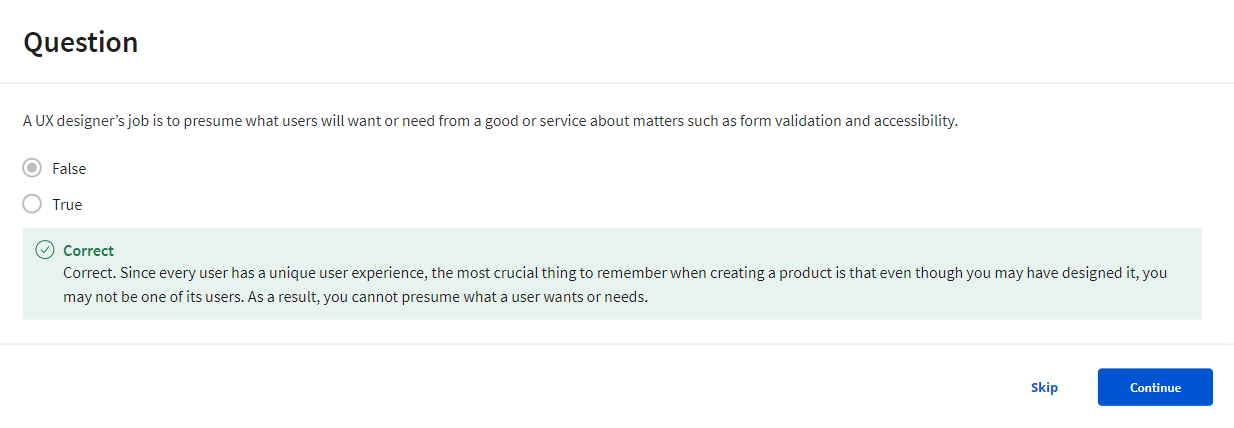 Question
A UX designer’s job is to presume what users will want or need from a good or service about matters such as form validation and accessibility.
False
True
Correct
Correct. Since every user has a unique user experience, the most crucial thing to remember when creating a product is that even though you may have designed it, you
may not be one of its users. As a result, you cannot presume what a user wants or needs.
Skip
Continue